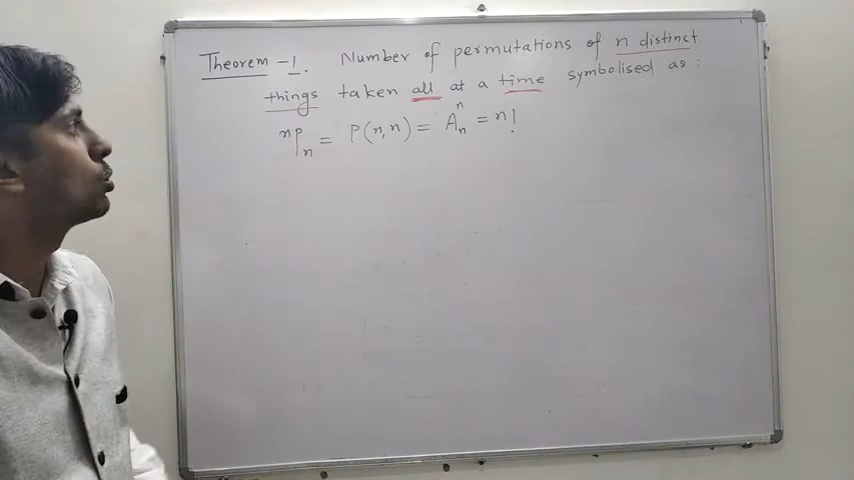 Theorem -1. Number of permutations of n distinct
things taken all at a time symbolised as :
ⁿPₙ = P(n,n) = Aₙⁿ = n!